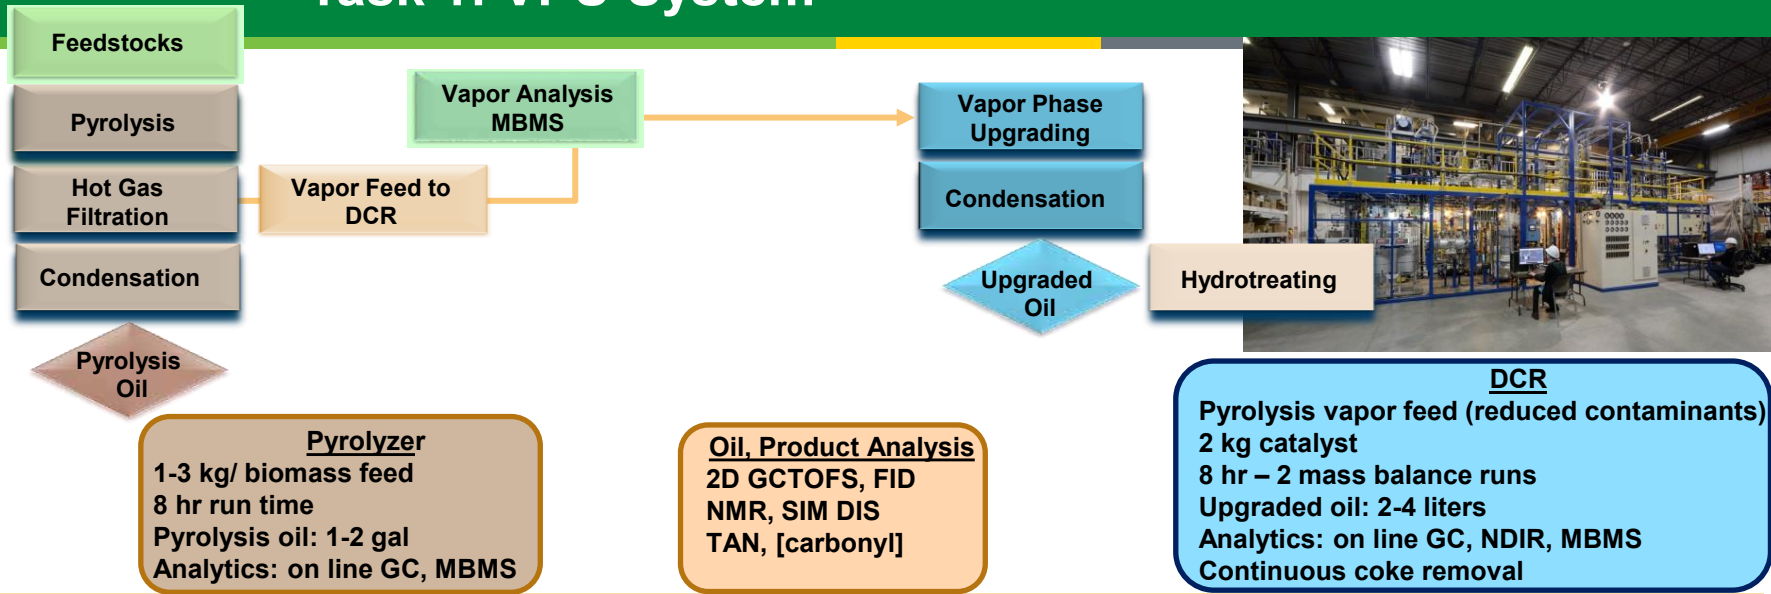 Task 1: VPU System
Feedstocks
Pyrolysis
Hot Gas
Filtration
Condensation
Pyrolysis
Oil
Vapor Feed to
DCR
Vapor Analysis
MBMS
Vapor Phase
Upgrading
Condensation
Upgraded
Oil
Hydrotreating
Pyrolyzer
1-3 kg/ biomass feed
8 hr run time
Pyrolysis oil: 1-2 gal
Analytics: on line GC, MBMS
Oil, Product Analysis
2D GCTOFS, FID
NMR, SIM DIS
TAN, [carbonyl]
DCR
Pyrolysis vapor feed (reduced contaminants)
2 kg catalyst
8 hr – 2 mass balance runs
Upgraded oil: 2-4 liters
Analytics: on line GC, NDIR, MBMS
Continuous coke removal